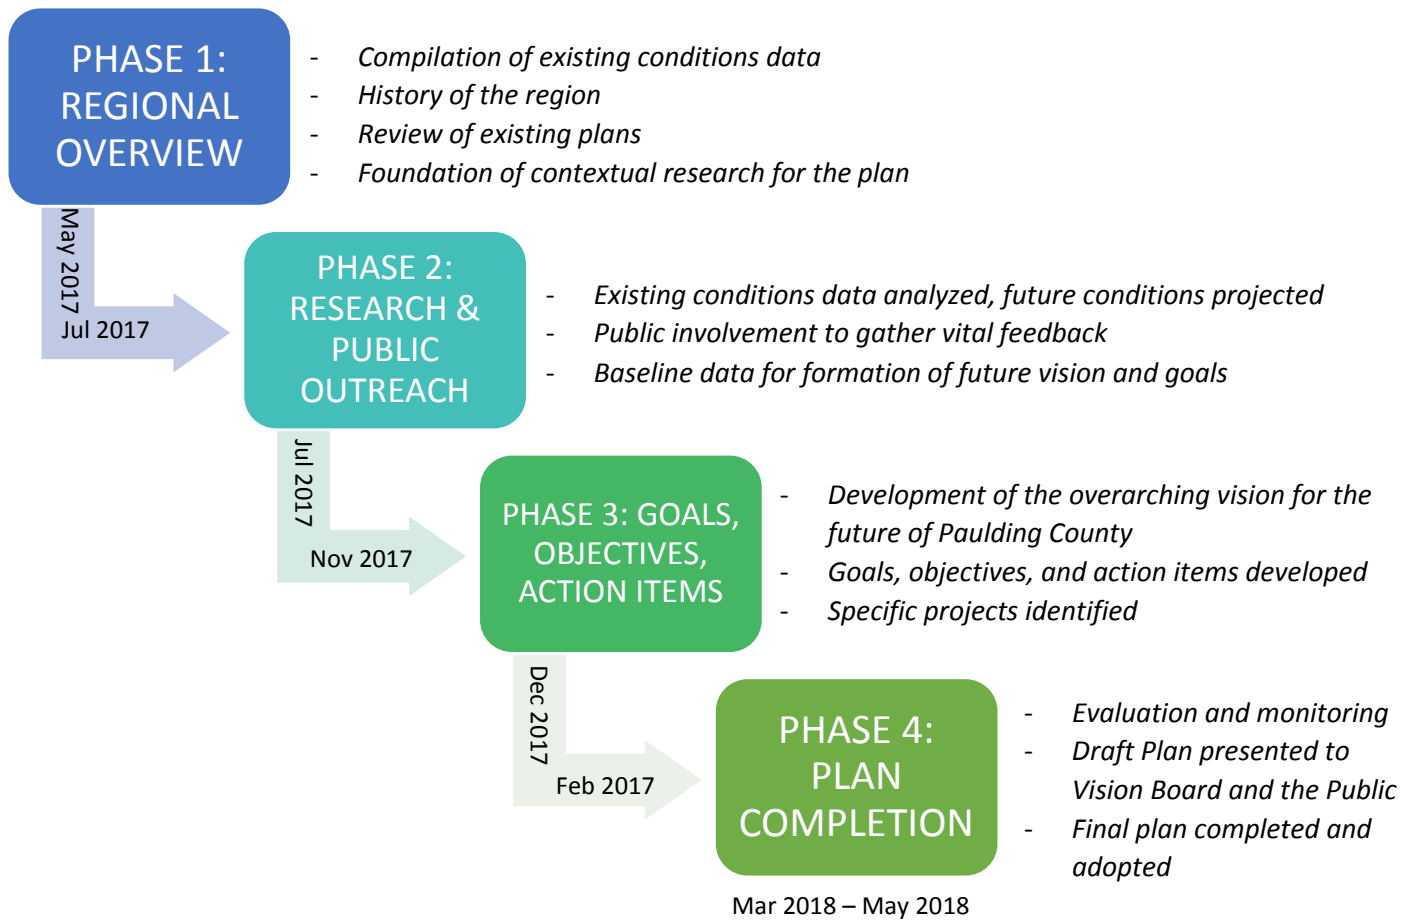 PHASE 1:
REGIONAL
OVERVIEW
- Compilation of existing conditions data
- History of the region
- Review of existing plans
- Foundation of contextual research for the plan
May 2017
Jul 2017
PHASE 2:
RESEARCH &
PUBLIC
OUTREACH
- Existing conditions data analyzed, future conditions projected
- Public involvement to gather vital feedback
- Baseline data for formation of future vision and goals
Jul 2017
Nov 2017
PHASE 3: GOALS,
OBJECTIVES,
ACTION ITEMS
- Development of the overarching vision for the
future of Paulding County
- Goals, objectives, and action items developed
- Specific projects identified
Dec 2017
Feb 2017
PHASE 4:
PLAN
COMPLETION
- Evaluation and monitoring
- Draft Plan presented to
Vision Board and the Public
- Final plan completed and
adopted
Mar 2018 – May 2018